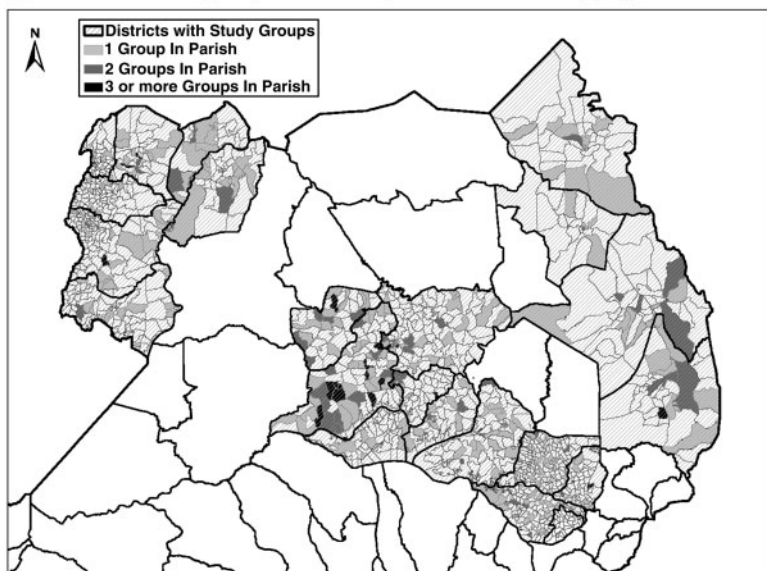 N
Districts with Study Groups
1 Group In Parish
2 Groups In Parish
3 or more Groups In Parish